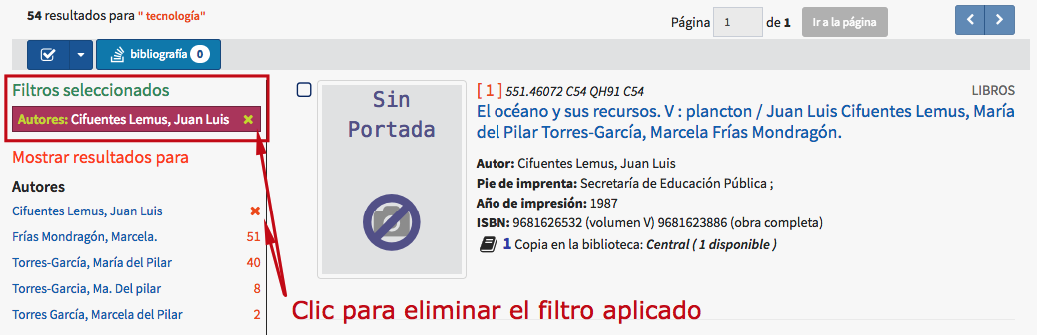 54 resultados para " tecnología"
Página 1 de 1 Ir a la página
bibliografía 0
Filtros seleccionados
Autores: Cifuentes Lemus, Juan Luis
Mostrar resultados para
Autores
Cifuentes Lemus, Juan Luis
Frías Mondragón, Marcela. 51
Torres-García, María del Pilar 40
Torres-Garcia, Ma. Del pilar 8
Torres García, Marcela del Pilar 2
Sin
Portada
[ 1 ] 551.46072 C54 QH91 C54
LIBROS
El océano y sus recursos. V : plancton / Juan Luis Cifuentes Lemus, María
del Pilar Torres-García, Marcela Frías Mondragón.
Autor: Cifuentes Lemus, Juan Luis
Pie de imprenta: Secretaría de Educación Pública ;
Año de impresión: 1987
ISBN: 9681626532 (volumen V) 9681623886 (obra completa)
1 Copia en la biblioteca: Central ( 1 disponible )
Clic para eliminar el filtro aplicado